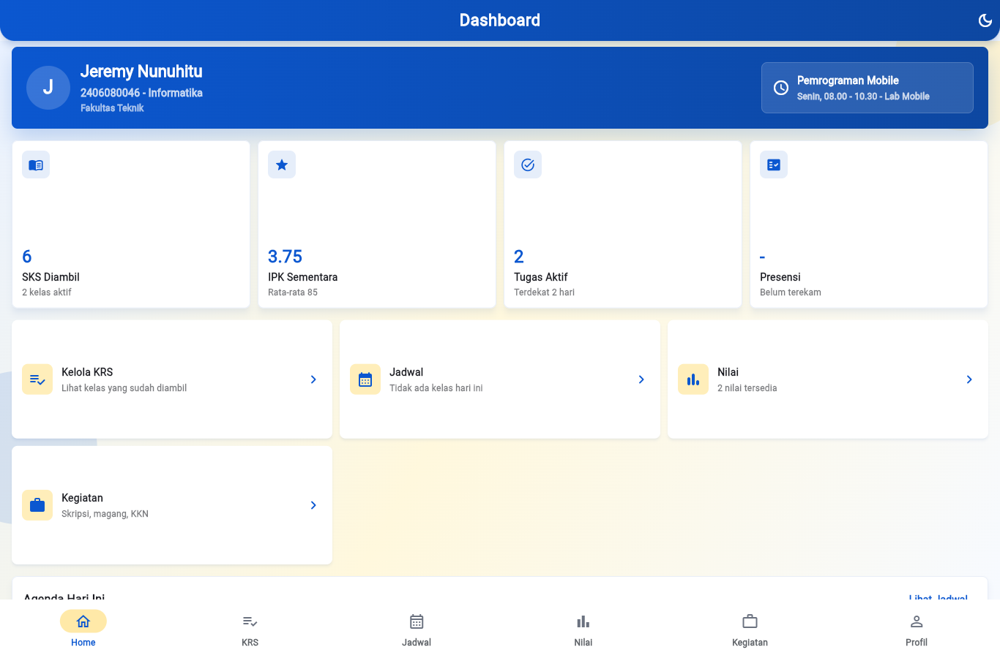 Dashboard
J
Jeremy Nunuhitu
2406080046 - Informatika
Fakultas Teknik
Pemrograman Mobile
Senin, 08.00 - 10.30 - Lab Mobile
6
SKS Diambil
2 kelas aktif
3.75
IPK Sementara
Rata-rata 85
2
Tugas Aktif
Terdekat 2 hari
-
Presensi
Belum terekam
Kelola KRS
Lihat kelas yang sudah diambil
Jadwal
Tidak ada kelas hari ini
Nilai
2 nilai tersedia
Kegiatan
Skripsi, magang, KKN
Agenda Hari Ini
Lihat Jadwal
Home
KRS
Jadwal
Nilai
Kegiatan
Profil